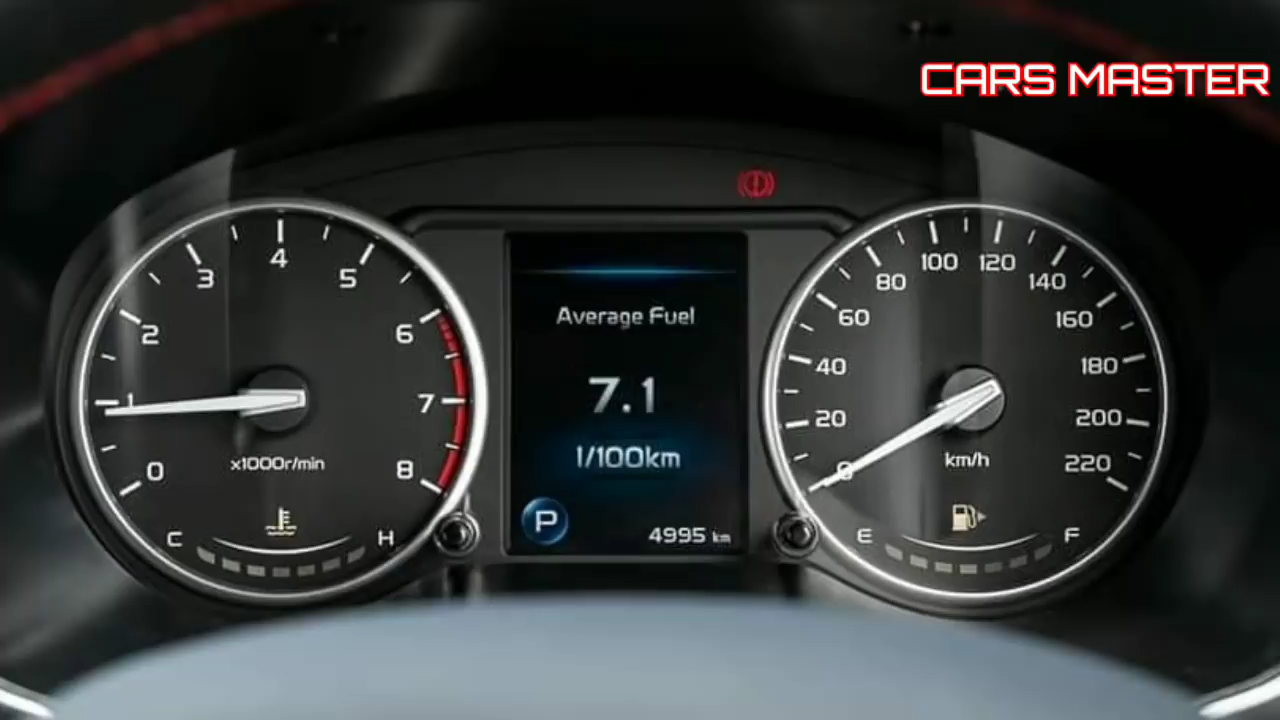 CARS MASTER
0 1 2 3 4 5 6 7 8
x1000r/min
C H
Average Fuel
7.1
l/100km
P
4995 km
0 20 40 60 80 100 120 140 160 180 200 220
km/h
E F